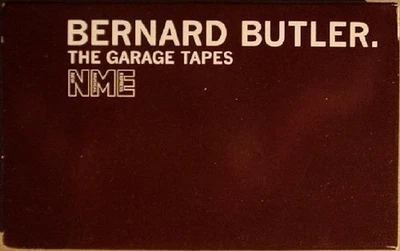 BERNARD BUTLER.
THE GARAGE TAPES
NME